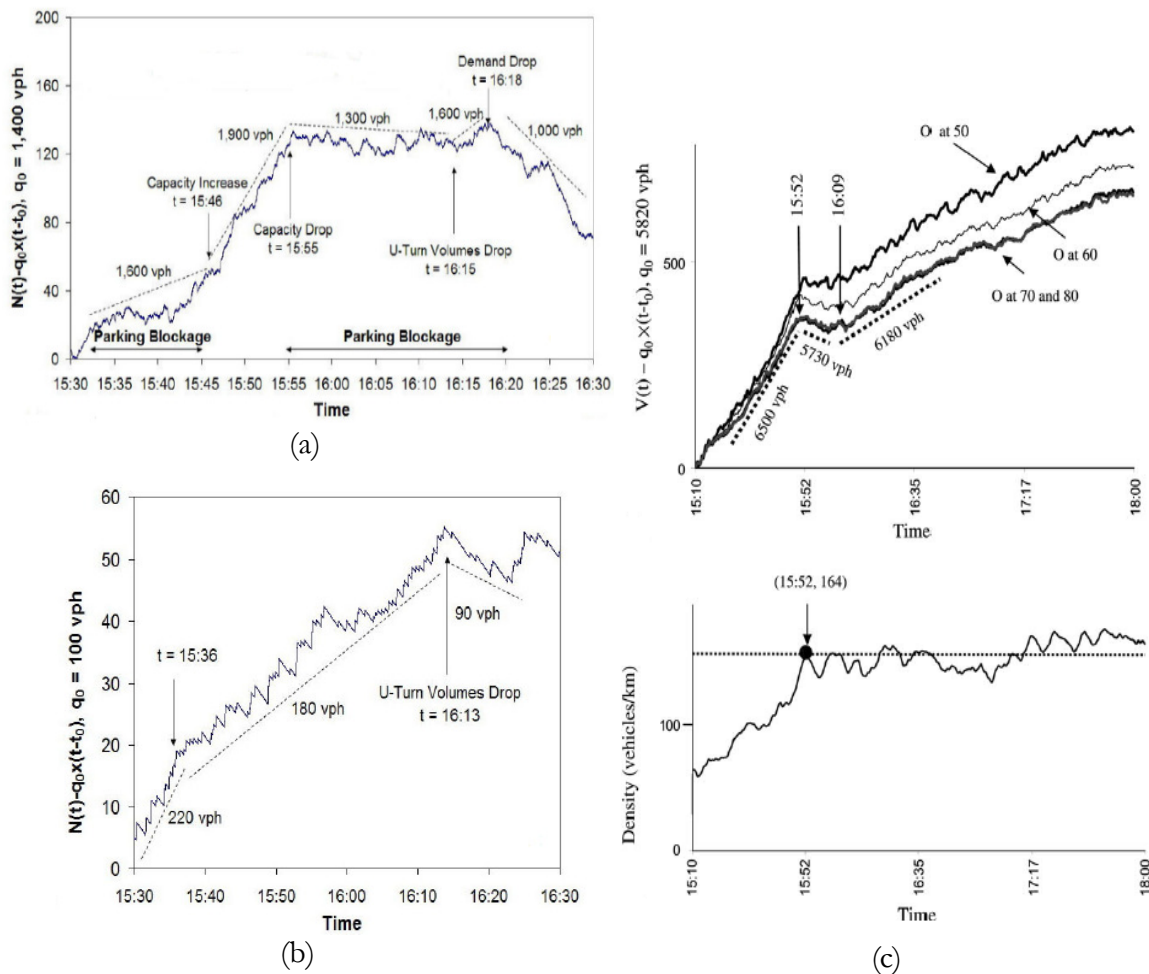 N(t)-q₀x(t-t₀), q₀ = 1,400 vph
200
160
120
80
40
0
Demand Drop
t = 16:18
1,300 vph
1,600 vph
1,000 vph
1,900 vph
Capacity Increase
t = 15:46
Capacity Drop
t = 15:55
U-Turn Volumes Drop
t = 16:15
1,600 vph
Parking Blockage
Parking Blockage
15:30 15:35 15:40 15:45 15:50 15:55 16:00 16:05 16:10 16:15 16:20 16:25 16:30
Time
(a)
N(t)-q₀x(t-t₀), q₀ = 100 vph
60
50
40
30
20
10
0
t = 15:36
220 vph
180 vph
90 vph
U-Turn Volumes Drop
t = 16:13
15:30 15:40 15:50 16:00 16:10 16:20 16:30
Time
(b)
V(t) – q₀ ×(t-t₀), q₀ = 5820 vph
500
0
15:52
16:09
O at 50
O at 60
O at 70 and 80
6500 vph
5730 vph
6180 vph
15:10 15:52 16:35 17:17 18:00
Time
Density (vehicles/km)
100
0
(15:52, 164)
15:10 15:52 16:35 17:17 18:00
Time
(c)